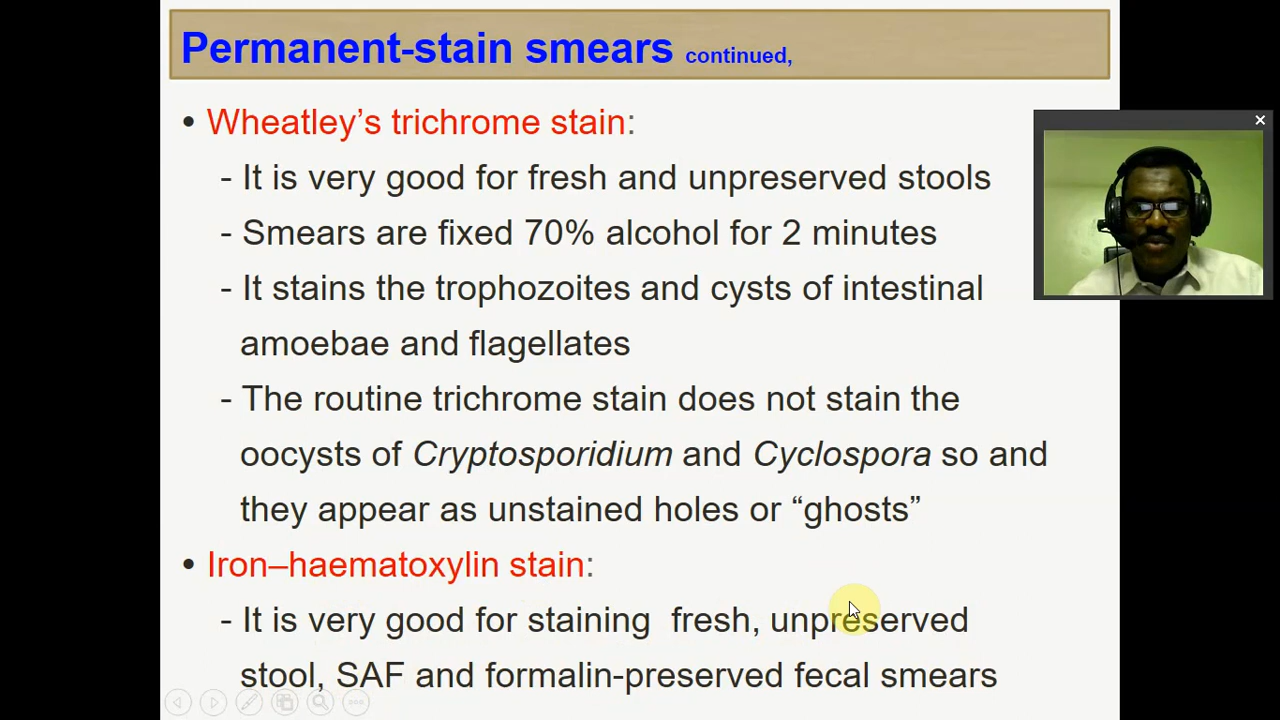 Permanent-stain smears continued,
• Wheatley’s trichrome stain:
- It is very good for fresh and unpreserved stools
- Smears are fixed 70% alcohol for 2 minutes
- It stains the trophozoites and cysts of intestinal
amoebae and flagellates
- The routine trichrome stain does not stain the
oocysts of Cryptosporidium and Cyclospora so and
they appear as unstained holes or “ghosts”
• Iron–haematoxylin stain:
- It is very good for staining fresh, unpreserved
stool, SAF and formalin-preserved fecal smears